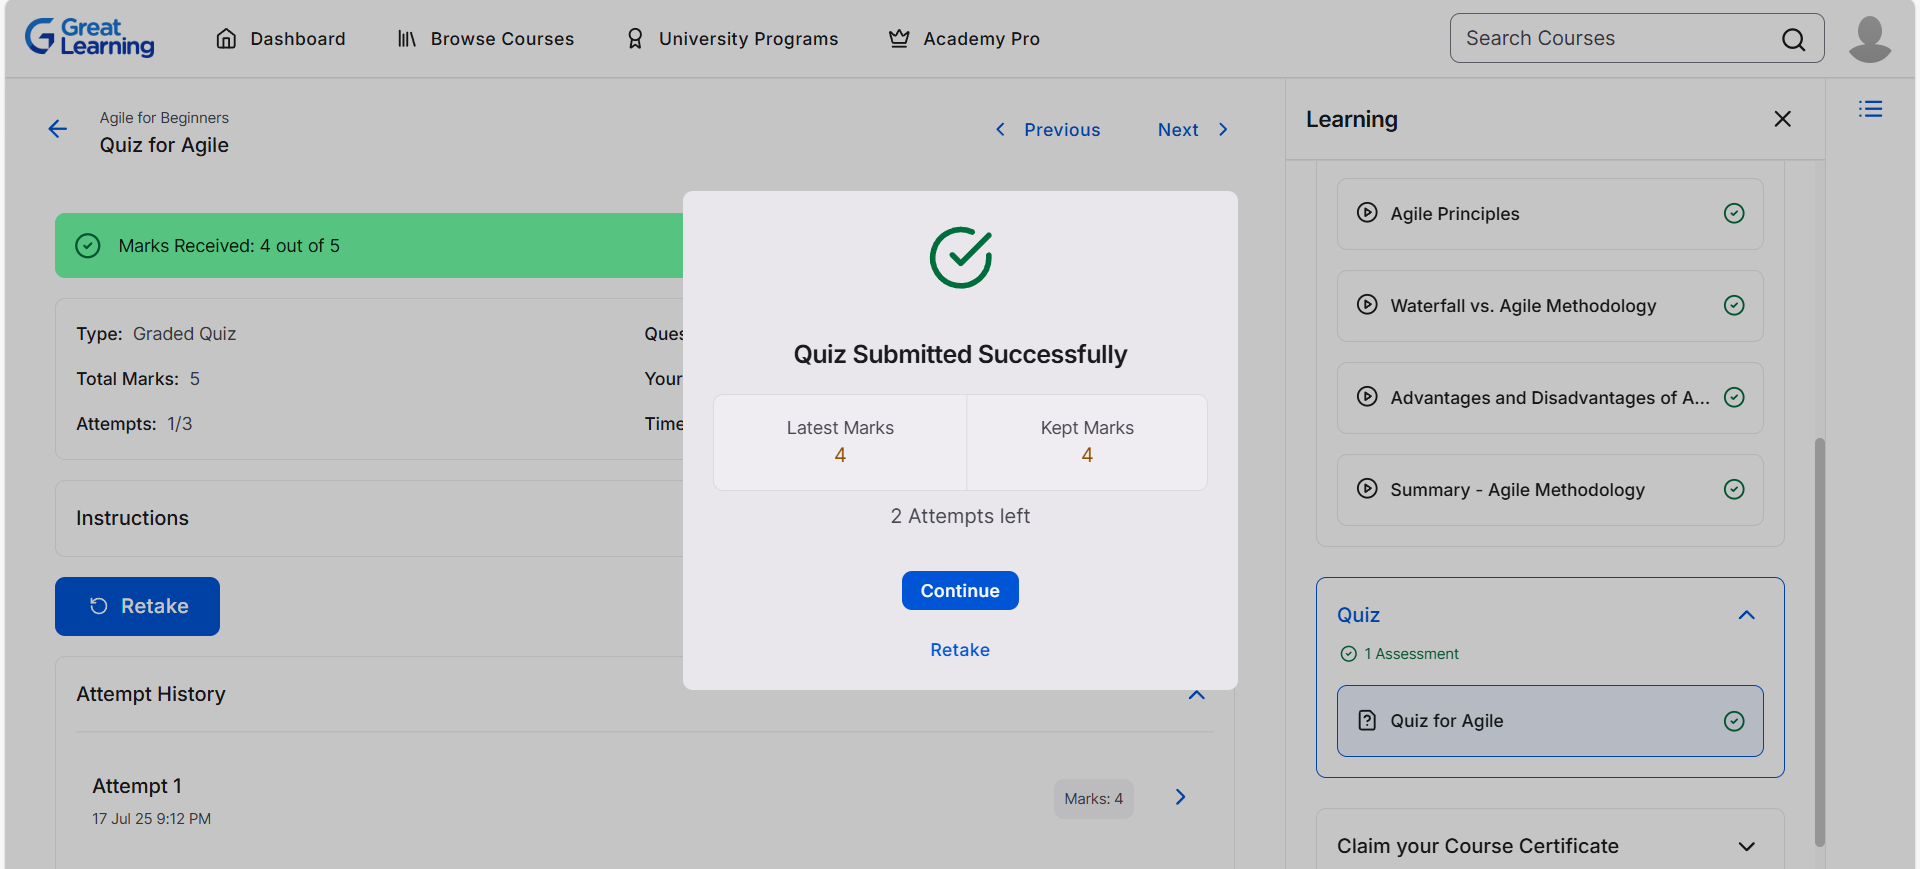 Great
Learning
Dashboard
Browse Courses
University Programs
Academy Pro
Search Courses
Agile for Beginners
Quiz for Agile
Previous
Next
Marks Received: 4 out of 5
Type: Graded Quiz
Total Marks: 5
Attempts: 1/3
Ques
Your
Time
Instructions
Retake
Attempt History
Attempt 1
17 Jul 25 9:12 PM
Marks: 4
Quiz Submitted Successfully
Latest Marks
4
Kept Marks
4
2 Attempts left
Continue
Retake
Learning
Agile Principles
Waterfall vs. Agile Methodology
Advantages and Disadvantages of A...
Summary - Agile Methodology
Quiz
1 Assessment
Quiz for Agile
Claim your Course Certificate